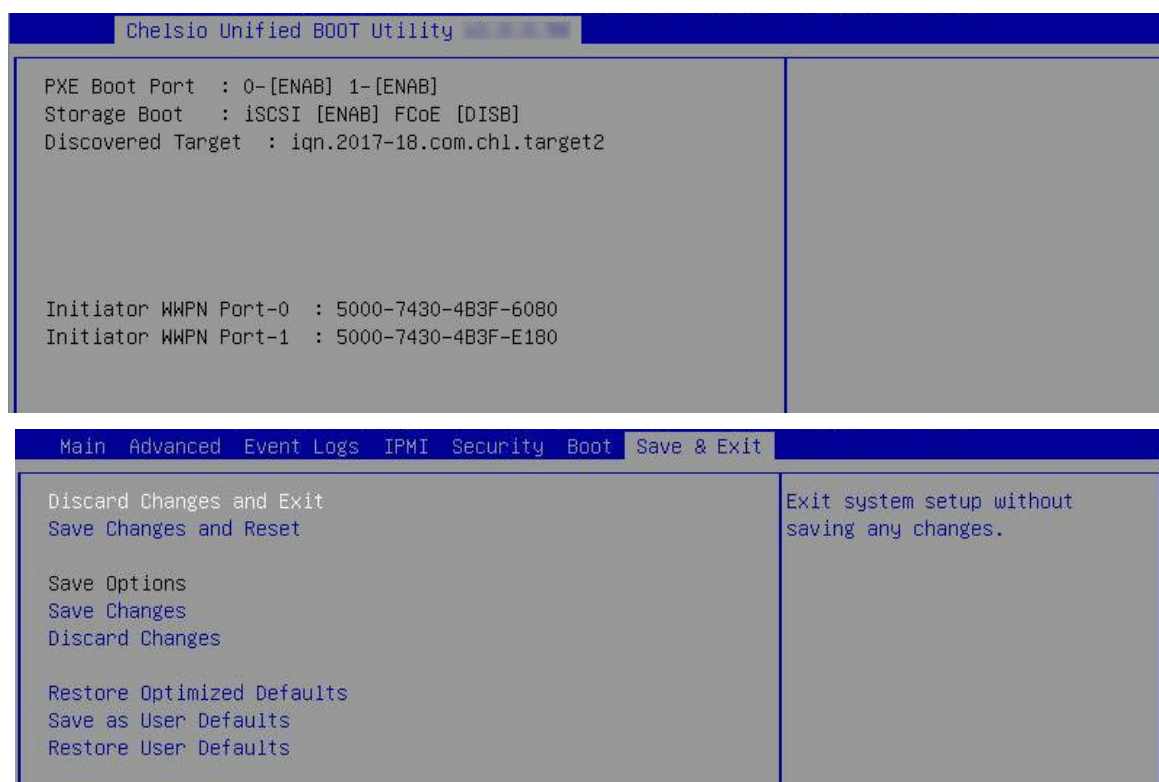 Chelsio Unified BOOT Utility
PXE Boot Port : 0-[ENAB] 1-[ENAB]
Storage Boot : iSCSI [ENAB] FCoE [DISB]
Discovered Target : iqn.2017-18.com.chl.target2
Initiator WWPN Port-0 : 5000-7430-4B3F-6080
Initiator WWPN Port-1 : 5000-7430-4B3F-E180
Main Advanced Event Logs IPMI Security Boot Save & Exit
Discard Changes and Exit
Save Changes and Reset
Save Options
Save Changes
Discard Changes
Restore Optimized Defaults
Save as User Defaults
Restore User Defaults
Exit system setup without
saving any changes.